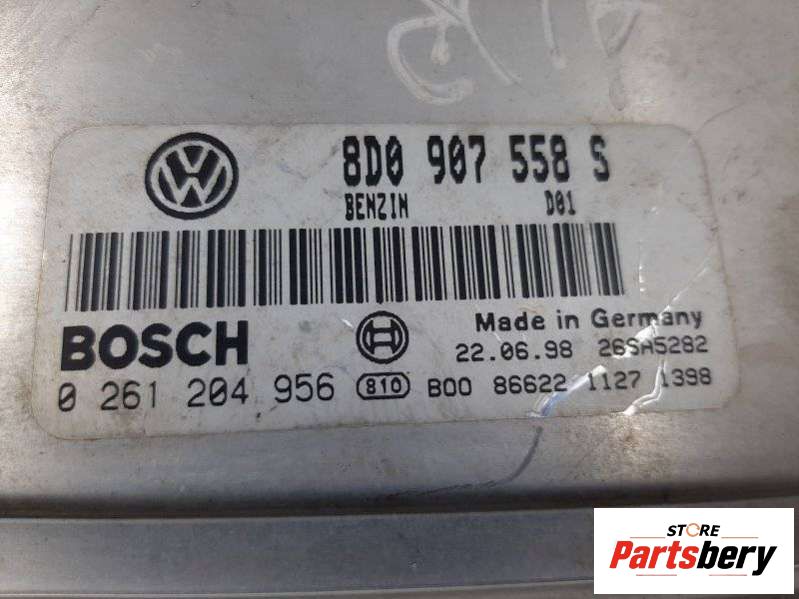 8D0 907 558 S
BENZIN D01
BOSCH
Made in Germany
22.06.98 26SA5282
0 261 204 956 810 B00 86622 1127 1398
STORE
Partsbery